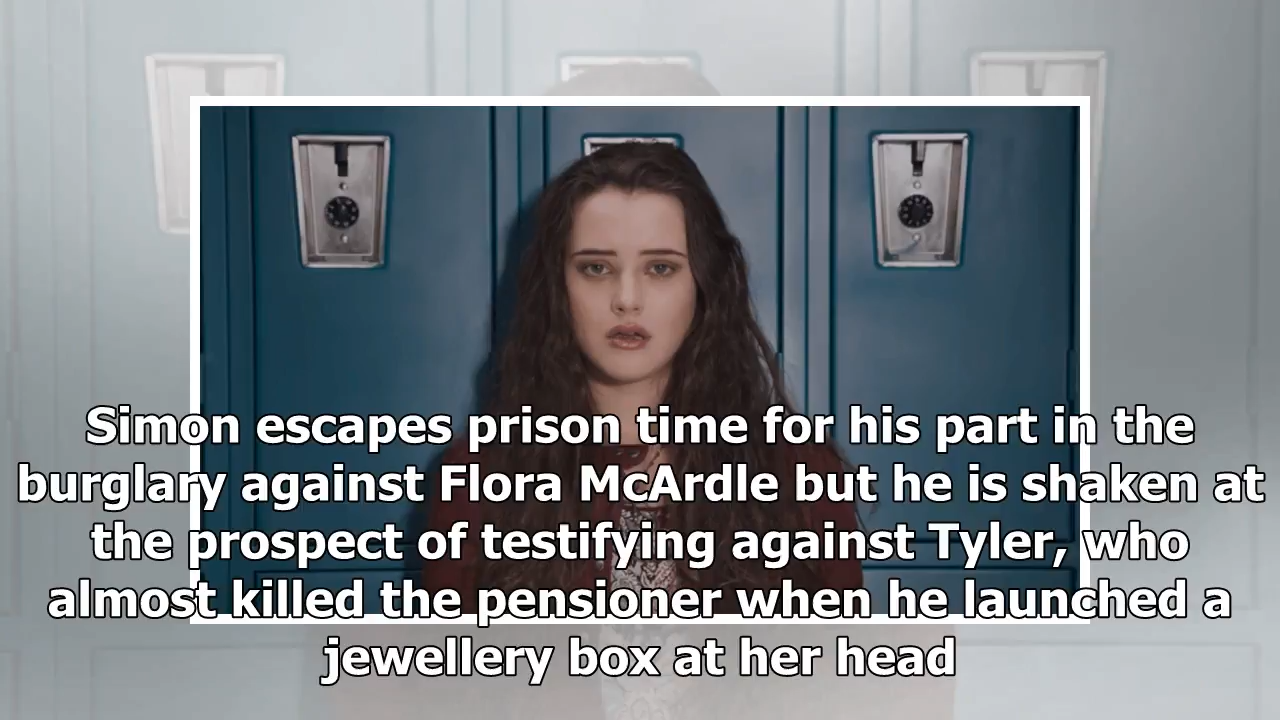 Simon escapes prison time for his part in the
burglary against Flora McArdle but he is shaken at
the prospect of testifying against Tyler, who
almost killed the pensioner when he launched a
jewellery box at her head